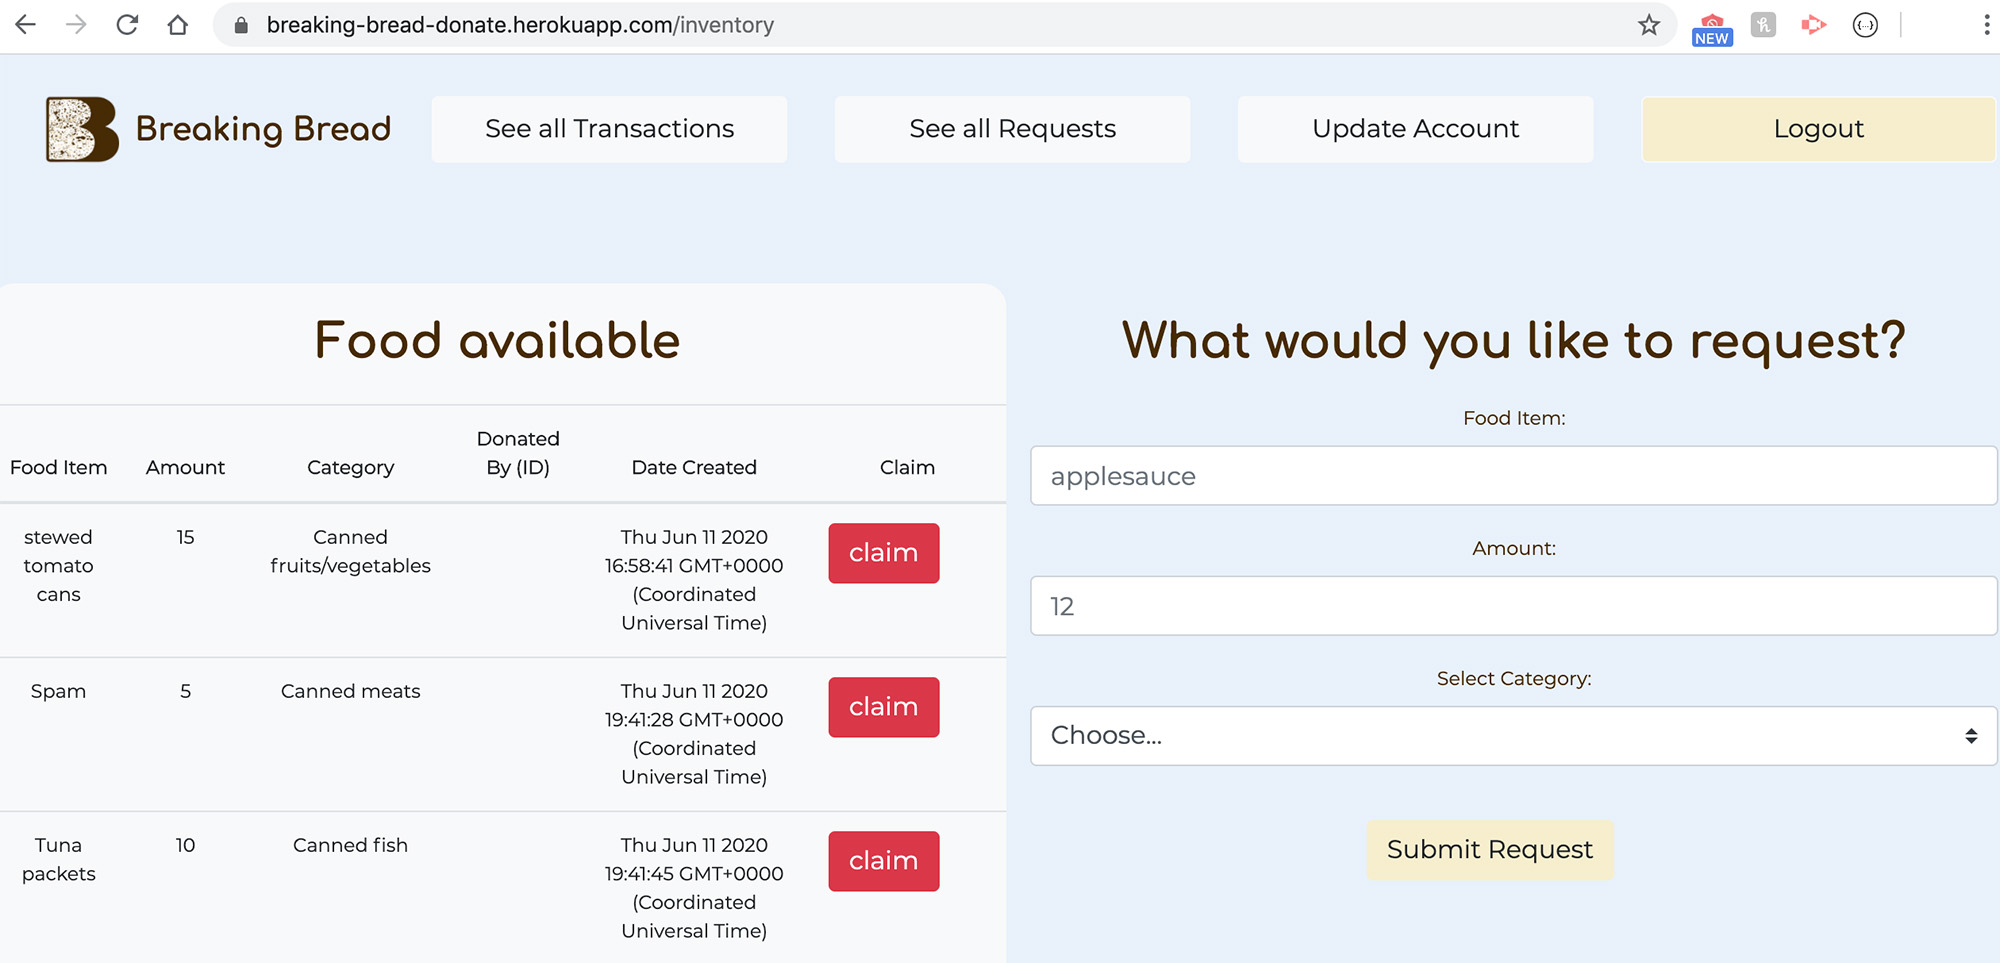 breaking-bread-donate.herokuapp.com/inventory
NEW
Breaking Bread
See all Transactions
See all Requests
Update Account
Logout
Food available
Food Item
Amount
Category
Donated
By (ID)
Date Created
Claim
stewed
tomato
cans
15
Canned
fruits/vegetables
Thu Jun 11 2020
16:58:41 GMT+0000
(Coordinated
Universal Time)
claim
Spam
5
Canned meats
Thu Jun 11 2020
19:41:28 GMT+0000
(Coordinated
Universal Time)
claim
Tuna
packets
10
Canned fish
Thu Jun 11 2020
19:41:45 GMT+0000
(Coordinated
Universal Time)
claim
What would you like to request?
Food Item:
applesauce
Amount:
12
Select Category:
Choose...
Submit Request